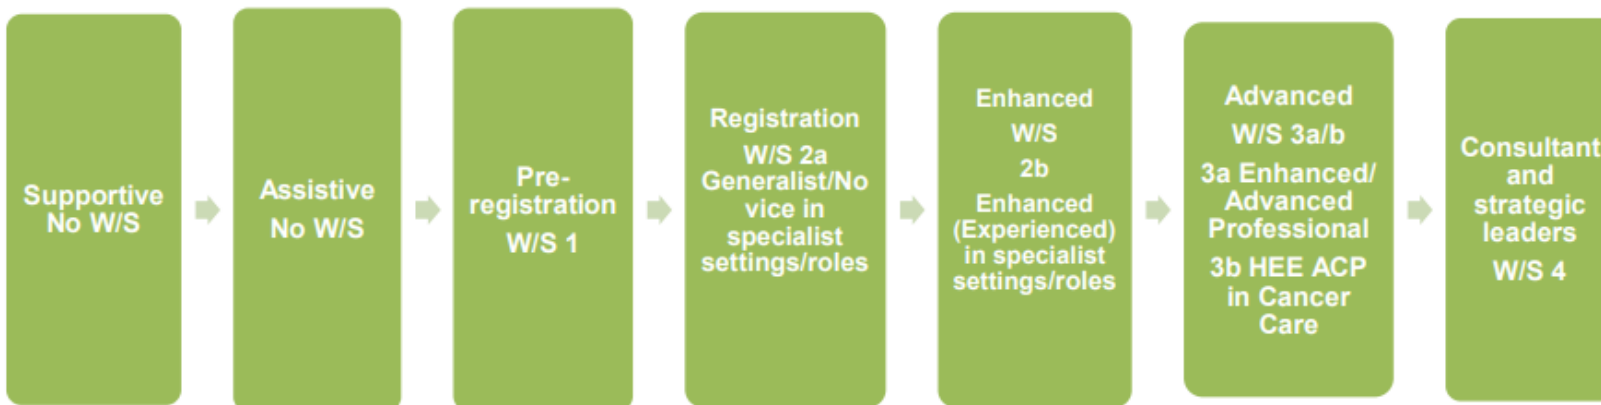 Supportive
No W/S
Assistive
No W/S
Pre-
registration
W/S 1
Registration
W/S 2a
Generalist/No
vice in
specialist
settings/roles
Enhanced
W/S
2b
Enhanced
(Experienced)
in specialist
settings/roles
Advanced
W/S 3a/b
3a Enhanced/
Advanced
Professional
3b HEE ACP
in Cancer
Care
Consultant
and
strategic
leaders
W/S 4